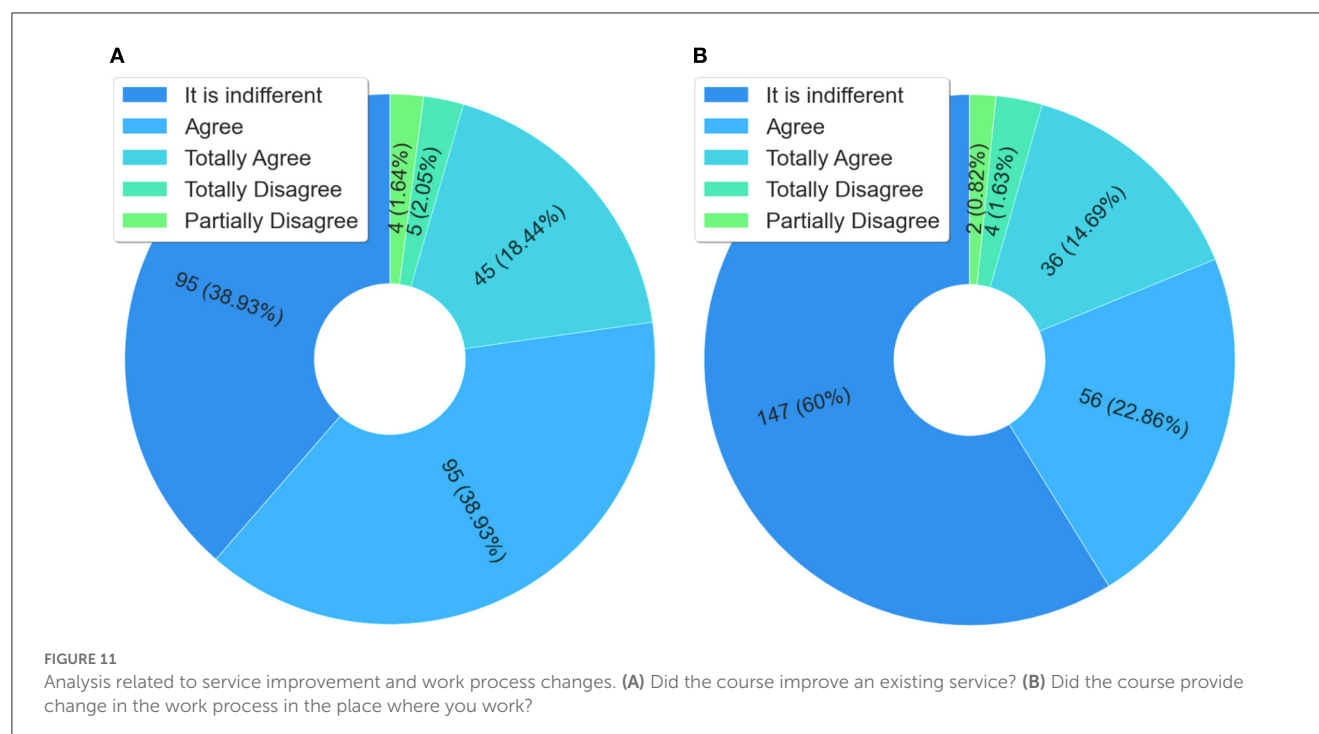 A
It is indifferent
Agree
Totally Agree
Totally Disagree
Partially Disagree
4 (1.64%)
5 (2.05%)
45 (18.44%)
95 (38.93%)
95 (38.93%)
B
It is indifferent
Agree
Totally Agree
Totally Disagree
Partially Disagree
2 (0.82%)
4 (1.63%)
36 (14.69%)
56 (22.86%)
147 (60%)
FIGURE 11
Analysis related to service improvement and work process changes. (A) Did the course improve an existing service? (B) Did the course provide
change in the work process in the place where you work?